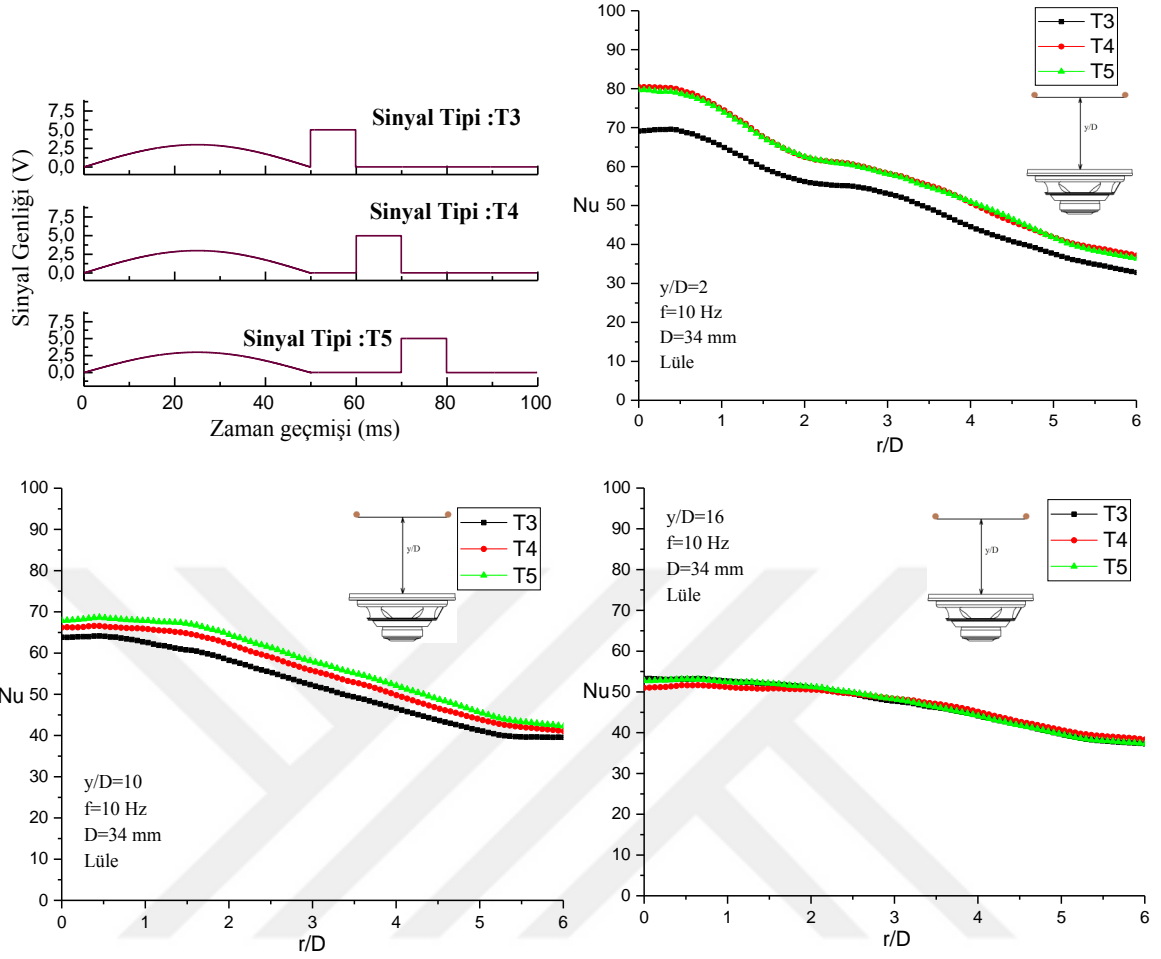 Sinyal Genliği (V)
7,5
5,0
2,5
0,0
Sinyal Tipi :T3
7,5
5,0
2,5
0,0
Sinyal Tipi :T4
7,5
5,0
2,5
0,0
Sinyal Tipi :T5
0 20 40 60 80 100
Zaman geçmişi (ms)
100
90
80
70
60
50
40
30
20
10
0
Nu
T3
T4
T5
y/D
y/D=2
f=10 Hz
D=34 mm
Lüle
0 1 2 3 4 5 6
r/D
100
90
80
70
60
50
40
30
20
10
0
Nu
T3
T4
T5
y/D
y/D=10
f=10 Hz
D=34 mm
Lüle
0 1 2 3 4 5 6
r/D
100
90
80
70
60
50
40
30
20
10
0
Nu
y/D=16
f=10 Hz
D=34 mm
Lüle
y/D
T3
T4
T5
0 1 2 3 4 5 6
r/D